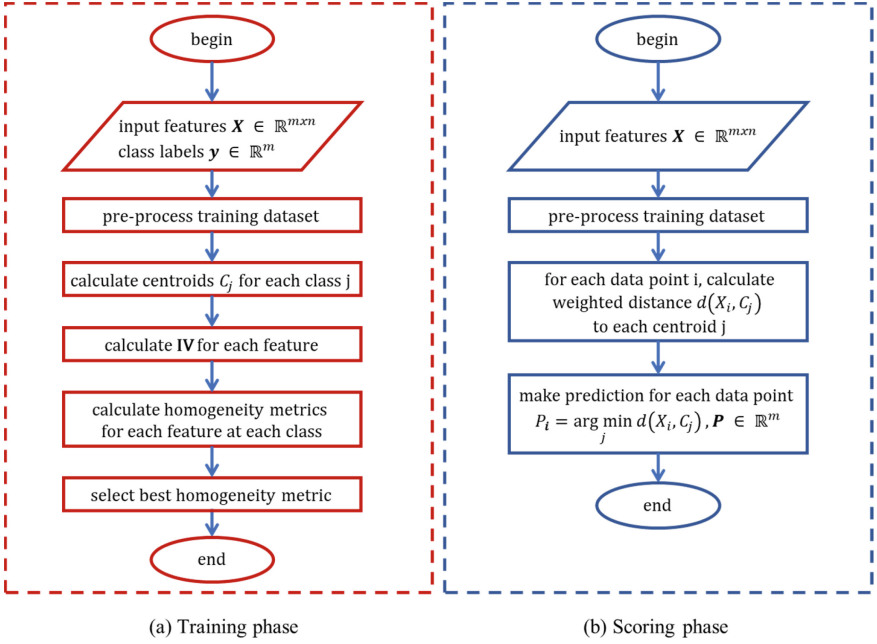 begin
input features X ∈ ℝ^{mxn}
class labels y ∈ ℝ^m
pre-process training dataset
calculate centroids C_j for each class j
calculate IV for each feature
calculate homogeneity metrics
for each feature at each class
select best homogeneity metric
end
(a) Training phase
begin
input features X ∈ ℝ^{mxn}
pre-process training dataset
for each data point i, calculate
weighted distance d(X_i, C_j)
to each centroid j
make prediction for each data point
P_i = arg min d(X_i, C_j) , P ∈ ℝ^m
j
end
(b) Scoring phase